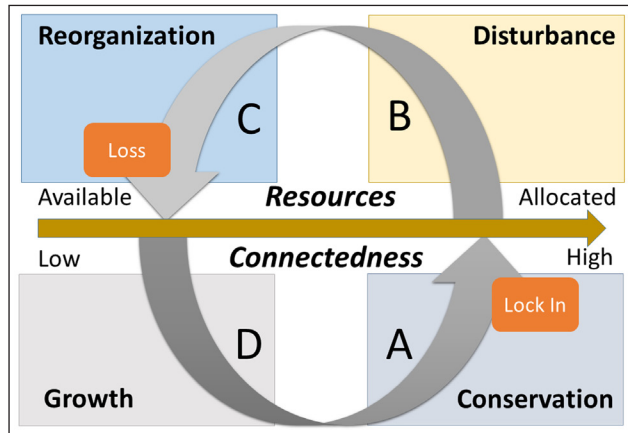 Reorganization
Disturbance
C
B
Loss
Available
Resources
Allocated
Low
Connectedness
High
Lock In
D
A
Growth
Conservation